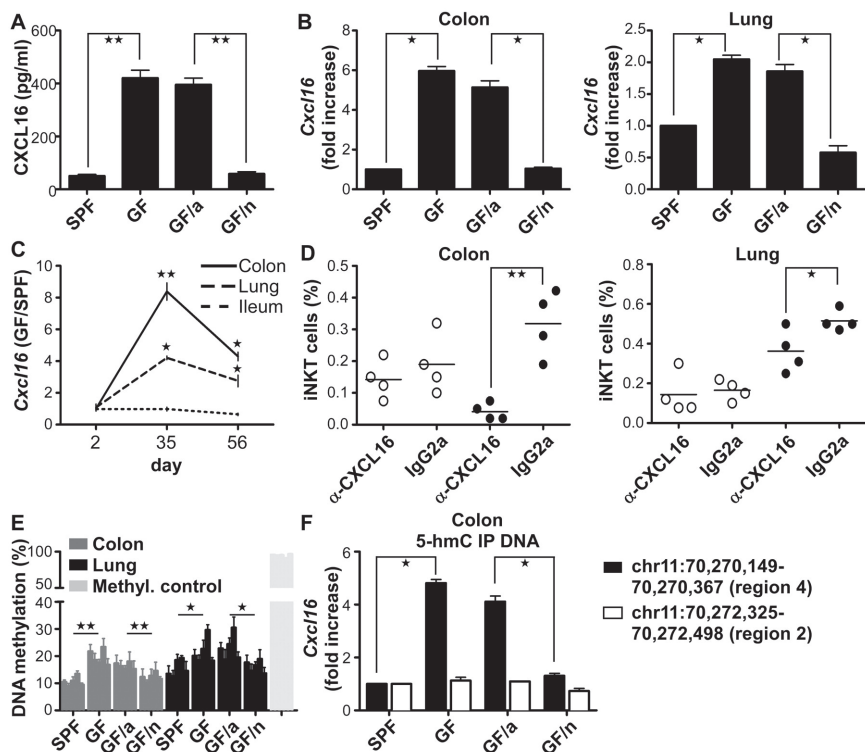 A
CXCL16 (pg/ml)
600
400
200
0
★★
★★
SPF
GF
GF/a
GF/n
B
Colon
Cxcl16
(fold increase)
8
6
4
2
0
★
★
SPF
GF
GF/a
GF/n
Lung
Cxcl16
(fold increase)
2.5
2.0
1.5
1.0
0.5
0.0
★
★
SPF
GF
GF/a
GF/n
C
Cxcl16 (GF/SPF)
10
8
6
4
2
0
★★
★
★
★
Colon
Lung
Ileum
2
35
56
day
D
Colon
iNKT cells (%)
0.5
0.4
0.3
0.2
0.1
0.0
★★
α-CXCL16
IgG2a
α-CXCL16
IgG2a
Lung
iNKT cells (%)
0.8
0.6
0.4
0.2
0.0
★
α-CXCL16
IgG2a
α-CXCL16
IgG2a
E
DNA methylation (%)
100
50
40
30
20
10
0
Colon
Lung
Methyl. control
★★
★★
★
★
SPF
GF
GF/a
GF/n
SPF
GF
GF/a
GF/n
F
Colon
5-hmC IP DNA
Cxcl16
(fold increase)
6
4
2
0
★
★
SPF
GF
GF/a
GF/n
chr11:70,270,149-
70,270,367 (region 4)
chr11:70,272,325-
70,272,498 (region 2)